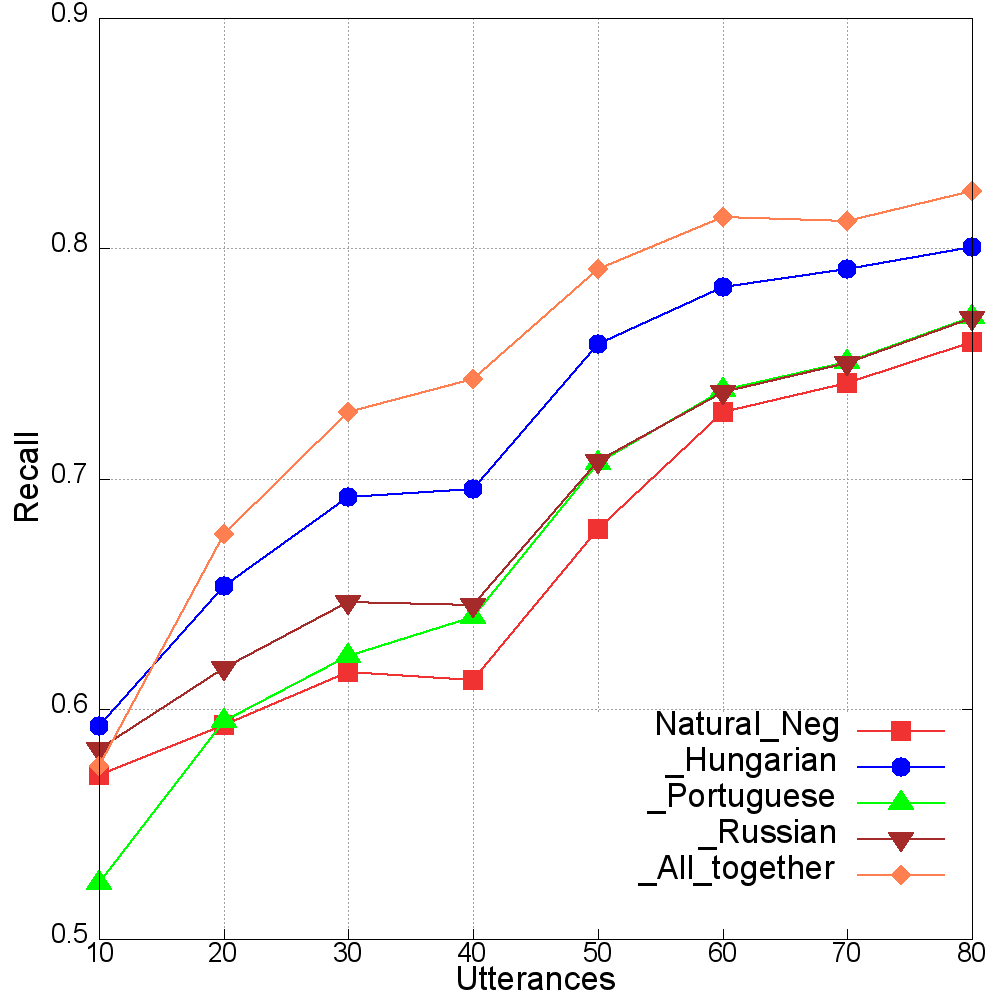 0.9
0.8
0.7
0.6
0.5
Recall
10 20 30 40 50 60 70 80
Utterances
Natural_Neg
_Hungarian
_Portuguese
_Russian
_All_together